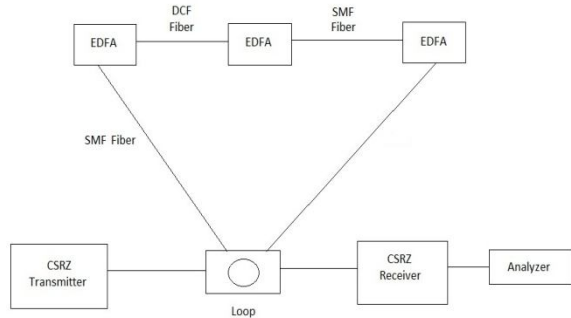 DCF
Fiber
SMF
Fiber
EDFA
EDFA
EDFA
SMF Fiber
CSRZ
Transmitter
CSRZ
Receiver
Analyzer
Loop